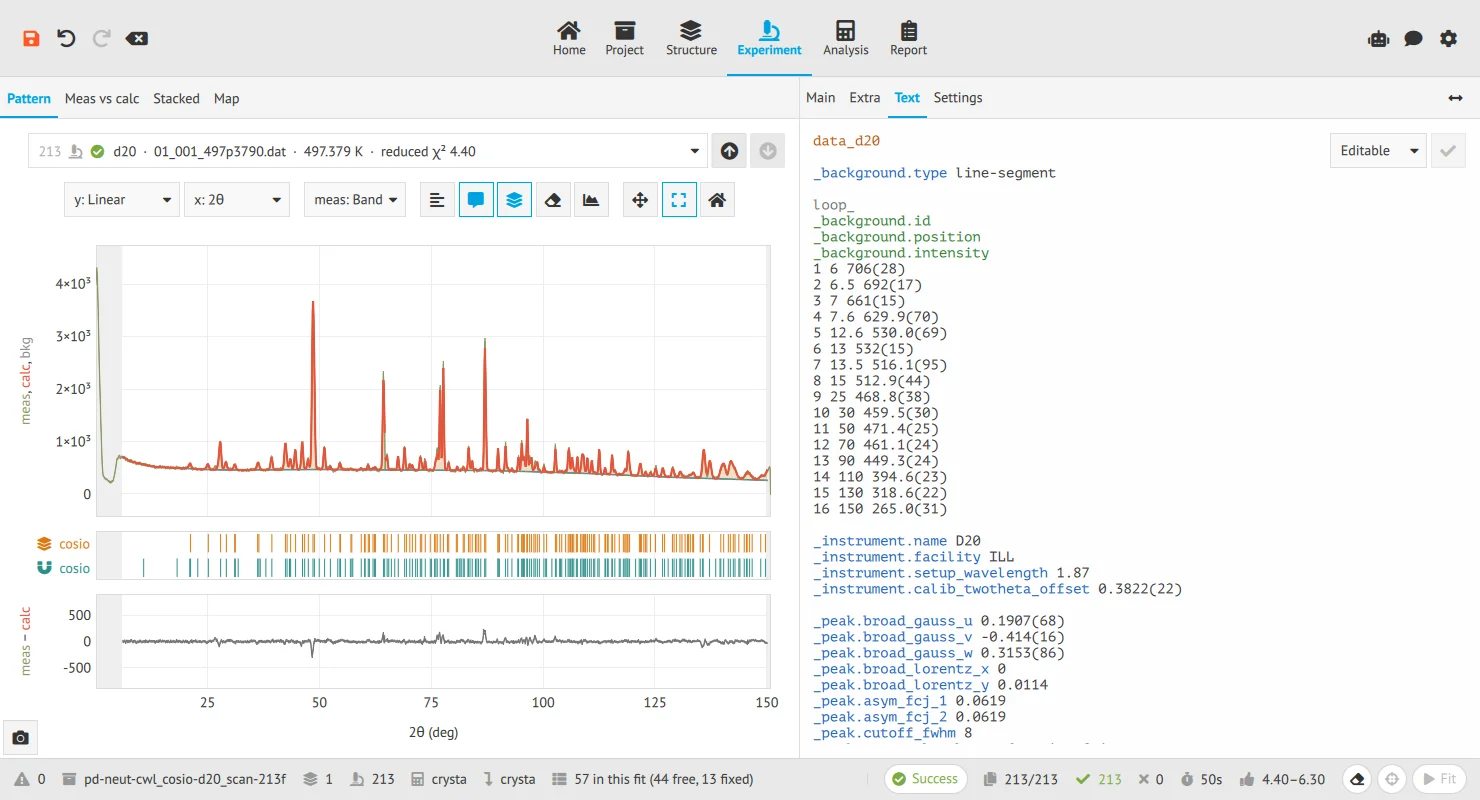 Home
Project
Structure
Experiment
Analysis
Report
Pattern
Meas vs calc
Stacked
Map
Main
Extra
Text
Settings
213 d20 · 01_001_497p3790.dat · 497.379 K · reduced χ² 4.40
y: Linear
x: 2θ
meas: Band
meas, calc, bkg
4×10³
3×10³
2×10³
1×10³
0
cosio
cosio
meas − calc
500
0
-500
25
50
75
100
125
150
2θ (deg)
Editable
data_d20
_background.type line-segment
loop_
_background.id
_background.position
_background.intensity
1 6 706(28)
2 6.5 692(17)
3 7 661(15)
4 7.6 629.9(70)
5 12.6 530.0(69)
6 13 532(15)
7 13.5 516.1(95)
8 15 512.9(44)
9 25 468.8(38)
10 30 459.5(30)
11 50 471.4(25)
12 70 461.1(24)
13 90 449.3(24)
14 110 394.6(23)
15 130 318.6(22)
16 150 265.0(31)
_instrument.name D20
_instrument.facility ILL
_instrument.setup_wavelength 1.87
_instrument.calib_twotheta_offset 0.3822(22)
_peak.broad_gauss_u 0.1907(68)
_peak.broad_gauss_v -0.414(16)
_peak.broad_gauss_w 0.3153(86)
_peak.broad_lorentz_x 0
_peak.broad_lorentz_y 0.0114
_peak.asym_fcj_1 0.0619
_peak.asym_fcj_2 0.0619
_peak.cutoff_fwhm 8
0
pd-neut-cwl_cosio-d20_scan-213f
1
213
crysta
crysta
57 in this fit (44 free, 13 fixed)
Success
213/213
213
0
50s
4.40–6.30
Fit